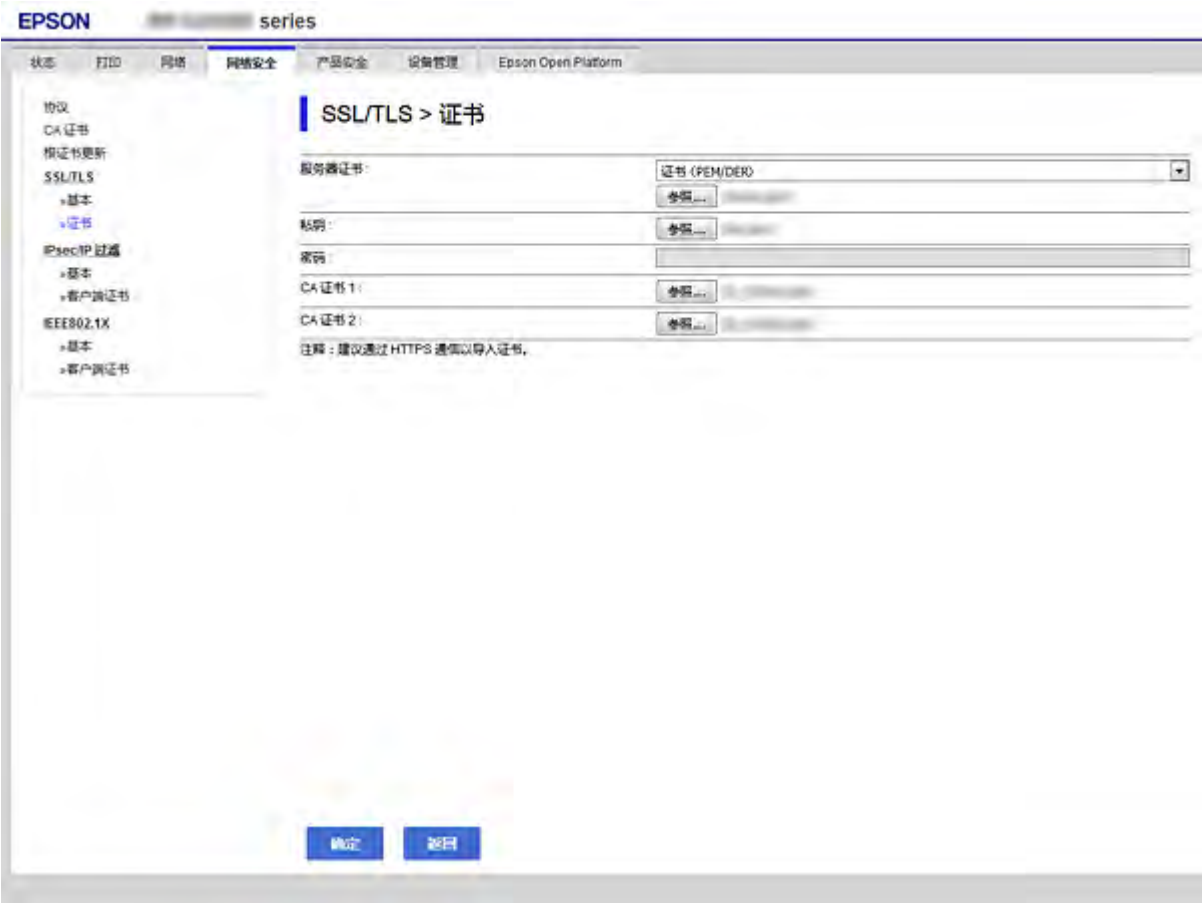 EPSON series
状态 打印 网络 网络安全 产品安全 设备管理 Epson Open Platform
协议
CA 证书
根证书更新
SSL/TLS
»基本
»证书
IPsec/IP 过滤
»基本
»客户端证书
IEEE802.1X
»基本
»客户端证书
SSL/TLS > 证书
服务器证书 : 证书 (PEM/DER)
参照...
私钥 : 参照...
密码 :
CA 证书 1 : 参照...
CA 证书 2 : 参照...
注释：建议通过 HTTPS 通信以导入证书。
确定 返回